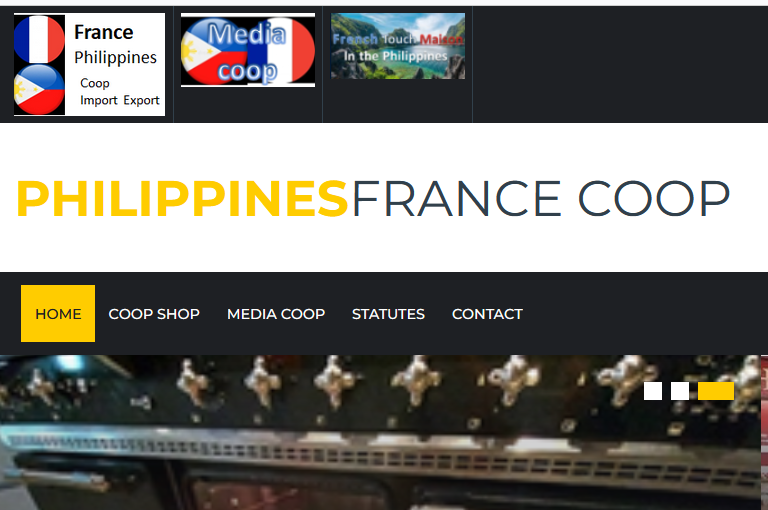 France
Philippines
Coop
Import Export
Media
coop
French Touch Maison
In the Philippines
PHILIPPINESFRANCE COOP
HOME COOP SHOP MEDIA COOP STATUTES CONTACT